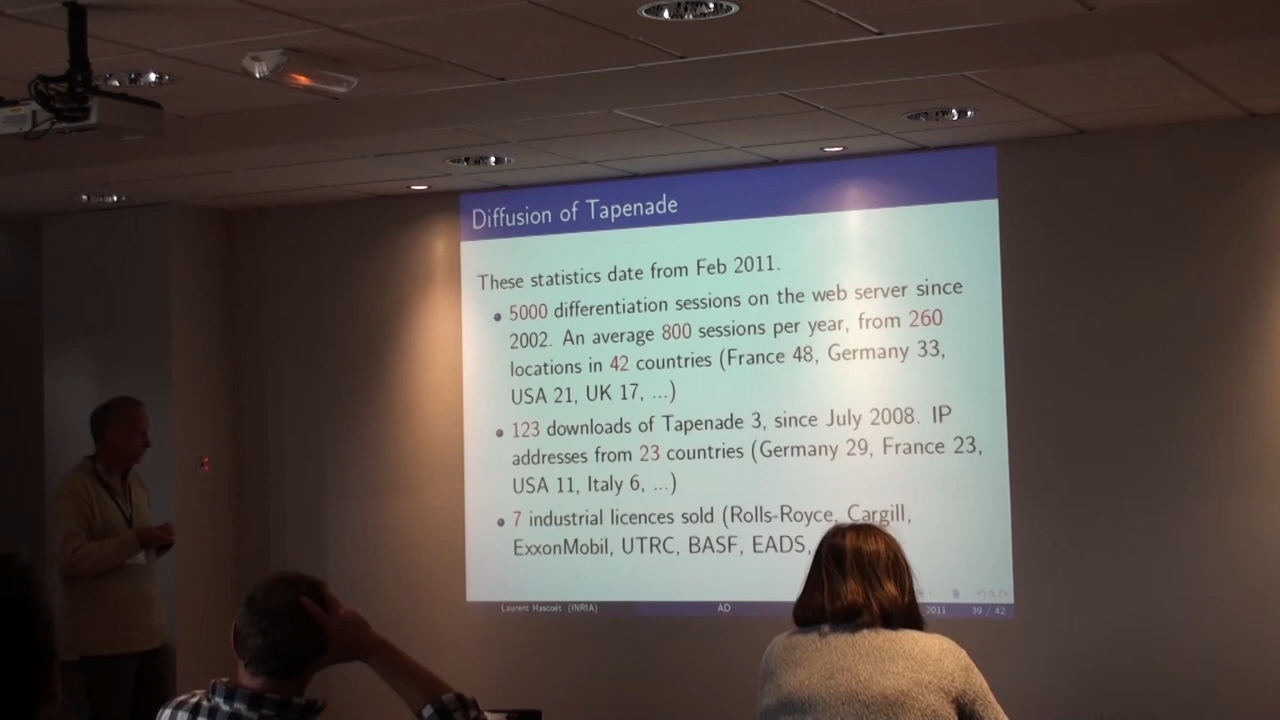 Diffusion of Tapenade
These statistics date from Feb 2011.
5000 differentiation sessions on the web server since
2002. An average 800 sessions per year, from 260
locations in 42 countries (France 48, Germany 33,
USA 21, UK 17, ...)
123 downloads of Tapenade 3, since July 2008. IP
addresses from 23 countries (Germany 29, France 23,
USA 11, Italy 6, ...)
7 industrial licences sold (Rolls-Royce, Cargill,
ExxonMobil, UTRC, BASF, EADS,
Laurent Hascoët (INRIA) AD 2011 39 / 42